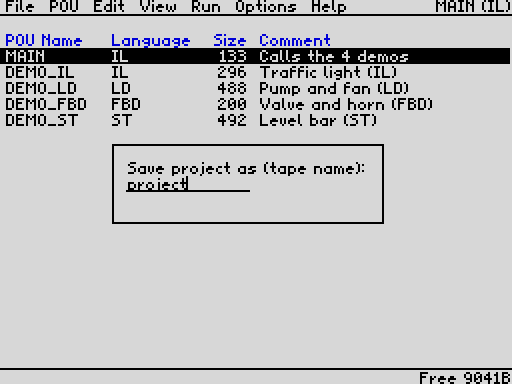 File POU Edit View Run Options Help MAIN (IL)
POU Name Language Size Comment
MAIN IL 133 Calls the 4 demos
DEMO_IL IL 296 Traffic light (IL)
DEMO_LD LD 488 Pump and fan (LD)
DEMO_FBD FBD 200 Valve and horn (FBD)
DEMO_ST ST 492 Level bar (ST)
Save project as (tape name):
project
Free 9041B